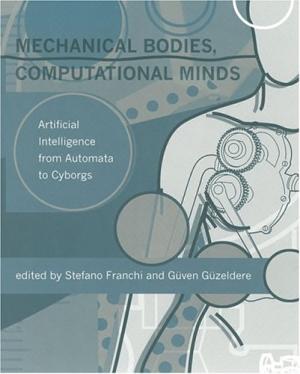 MECHANICAL BODIES,
COMPUTATIONAL MINDS
Artificial
Intelligence
from Automata
to Cyborgs
edited by Stefano Franchi and Güven Güzeldere